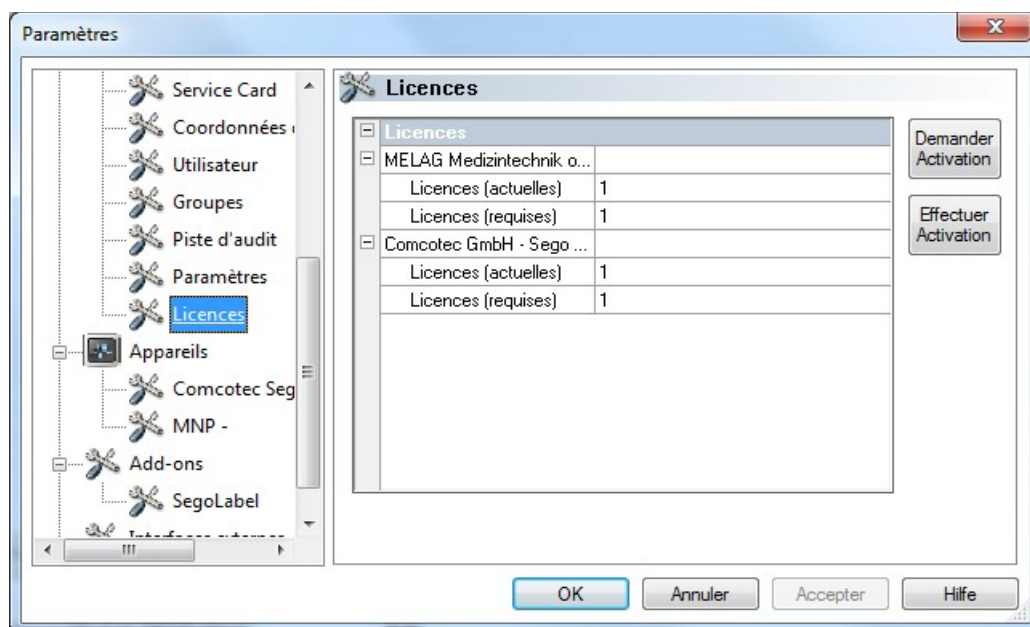 Paramètres
Service Card
Coordonnées
Utilisateur
Groupes
Piste d'audit
Paramètres
Licences
Appareils
Comcotec Seg
MNP -
Add-ons
SegoLabel
Licences
Licences
MELAG Medizintechnik o...
Licences (actuelles) 1
Licences (requises) 1
Comcotec GmbH - Sego ...
Licences (actuelles) 1
Licences (requises) 1
Demander
Activation
Effectuer
Activation
OK
Annuler
Accepter
Hilfe